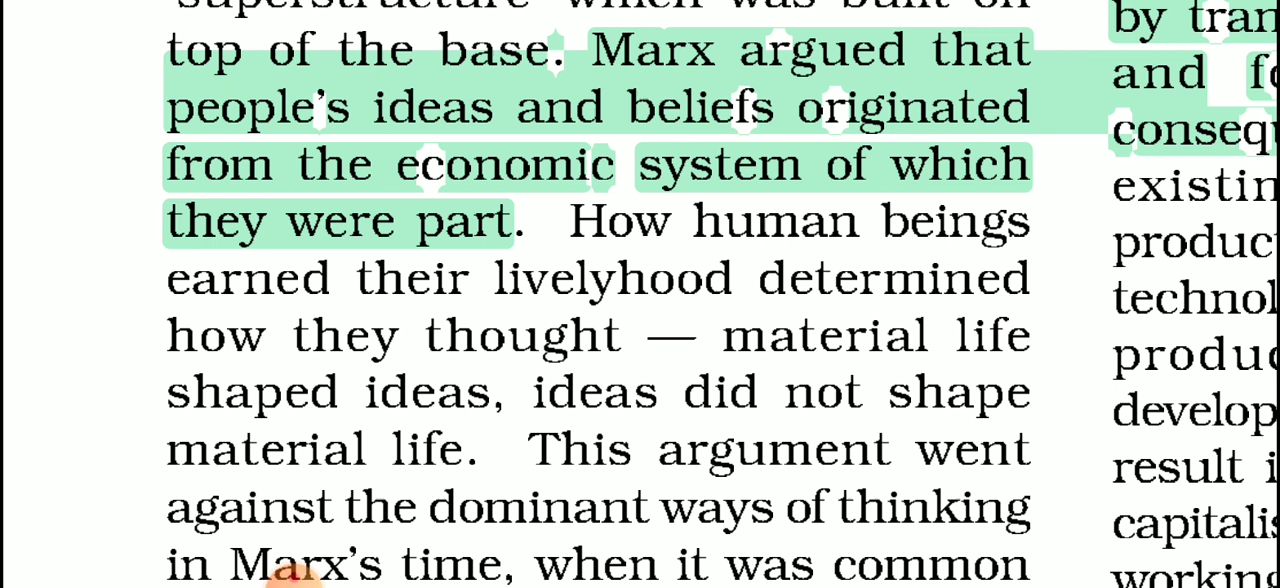 top of the base. Marx argued that
people's ideas and beliefs originated
from the economic system of which
they were part. How human beings
earned their livelyhood determined
how they thought — material life
shaped ideas, ideas did not shape
material life. This argument went
against the dominant ways of thinking
in Marx's time, when it was common
by
and